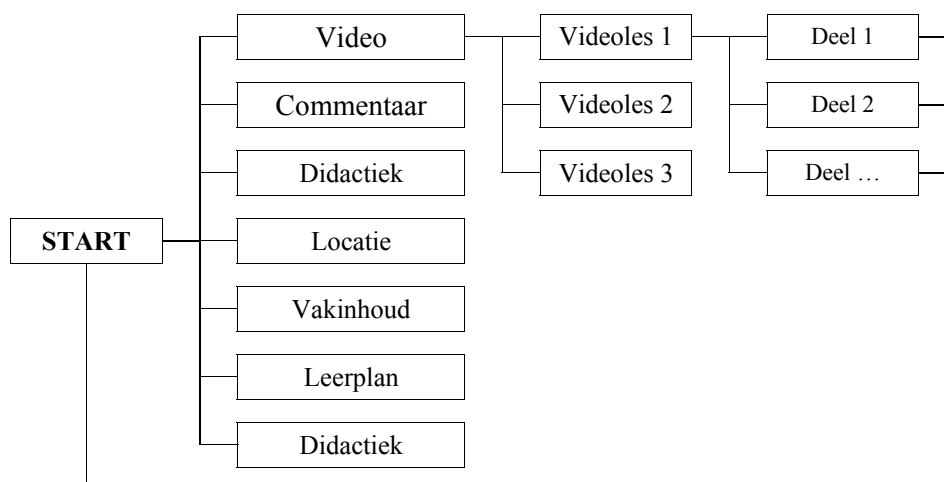 Video
Videoles 1
Deel 1
Commentaar
Videoles 2
Deel 2
Didactiek
Videoles 3
Deel …
START
Locatie
Vakinhoud
Leerplan
Didactiek